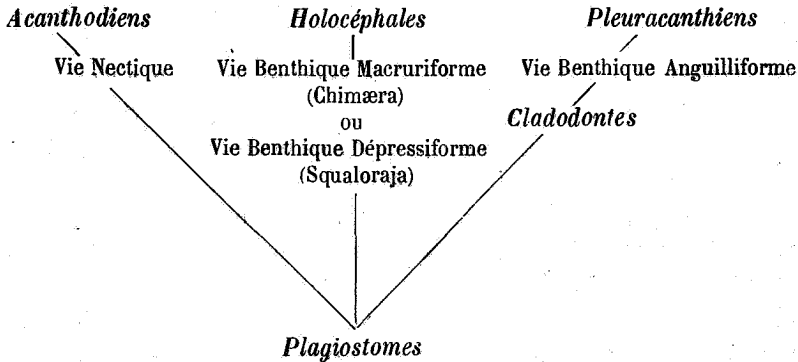 Acanthodiens Holocéphales Pleuracanthiens
Vie Nectique Vie Benthique Macruriforme Vie Benthique Anguilliforme
(Chimæra) Cladodontes
ou
Vie Benthique Dépressiforme
(Squaloraja)
Plagiostomes